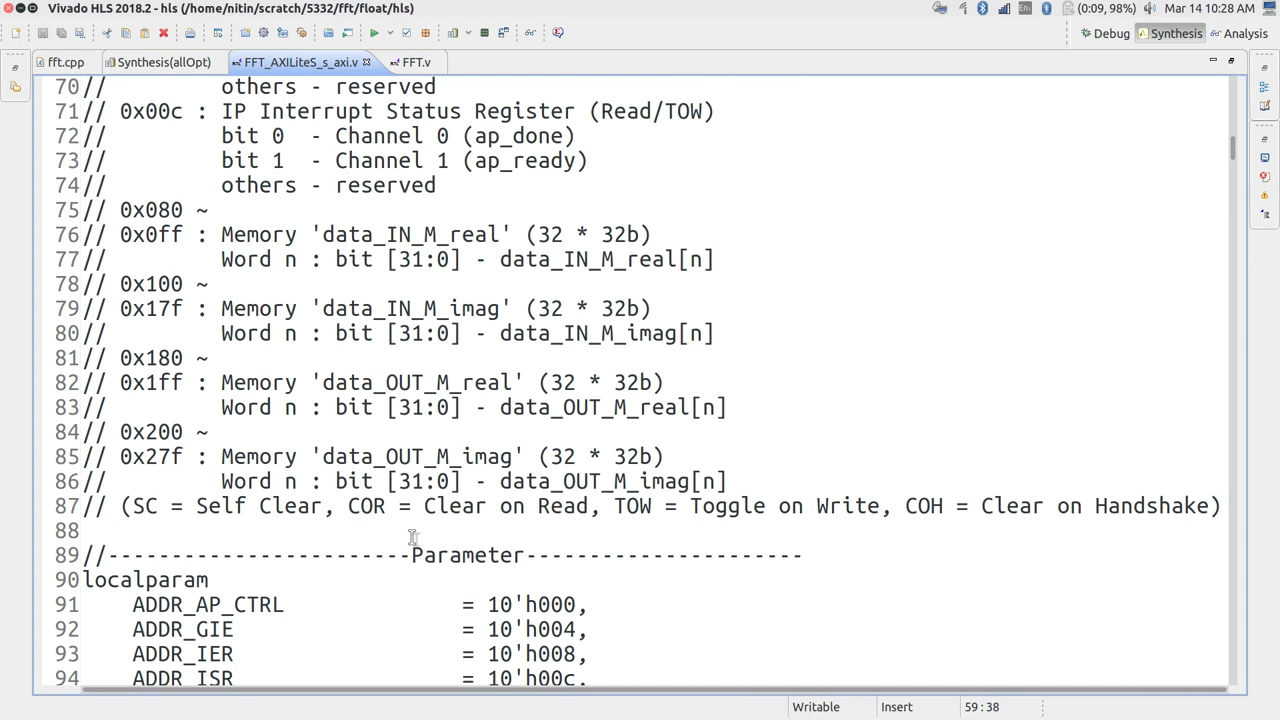 Vivado HLS 2018.2 - hls (/home/nitin/scratch/5332/fft/float/hls)
En
(0:09, 98%)
Mar 14 10:28 AM
Debug
Synthesis
Analysis
fft.cpp
Synthesis(allOpt)
FFT_AXILiteS_s_axi.v
FFT.v
70// others - reserved
71// 0x00c : IP Interrupt Status Register (Read/TOW)
72// bit 0 - Channel 0 (ap_done)
73// bit 1 - Channel 1 (ap_ready)
74// others - reserved
75// 0x080 ~
76// 0x0ff : Memory 'data_IN_M_real' (32 * 32b)
77// Word n : bit [31:0] - data_IN_M_real[n]
78// 0x100 ~
79// 0x17f : Memory 'data_IN_M_imag' (32 * 32b)
80// Word n : bit [31:0] - data_IN_M_imag[n]
81// 0x180 ~
82// 0x1ff : Memory 'data_OUT_M_real' (32 * 32b)
83// Word n : bit [31:0] - data_OUT_M_real[n]
84// 0x200 ~
85// 0x27f : Memory 'data_OUT_M_imag' (32 * 32b)
86// Word n : bit [31:0] - data_OUT_M_imag[n]
87// (SC = Self Clear, COR = Clear on Read, TOW = Toggle on Write, COH = Clear on Handshake)
88
89//------------------------Parameter----------------------
90localparam
91 ADDR_AP_CTRL = 10'h000,
92 ADDR_GIE = 10'h004,
93 ADDR_IER = 10'h008,
94 ADDR_ISR = 10'h00c,
Writable
Insert
59 : 38